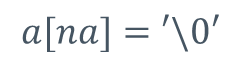 a[na] = ′\0′